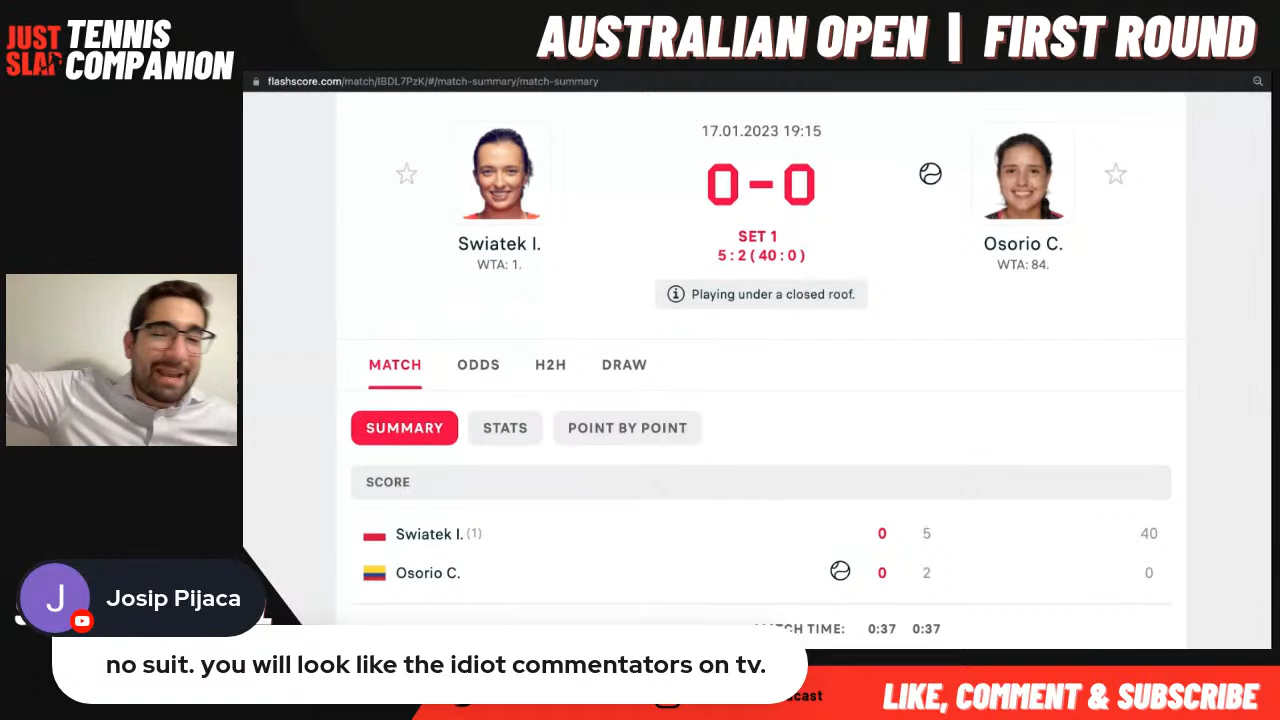 JUST TENNIS
SLAP COMPANION
AUSTRALIAN OPEN | FIRST ROUND
flashscore.com/match/IBDL7PzK/#/match-summary/match-summary
17.01.2023 19:15
0-0
Swiatek I.
WTA: 1.
SET 1
5 : 2 ( 40 : 0 )
Osorio C.
WTA: 84.
Playing under a closed roof.
MATCH ODDS H2H DRAW
SUMMARY STATS POINT BY POINT
SCORE
Swiatek I. (1) 0 5 40
Osorio C. 0 2 0
TIME: 0:37 0:37
J Josip Pijaca
no suit. you will look like the idiot commentators on tv.
LIKE, COMMENT & SUBSCRIBE